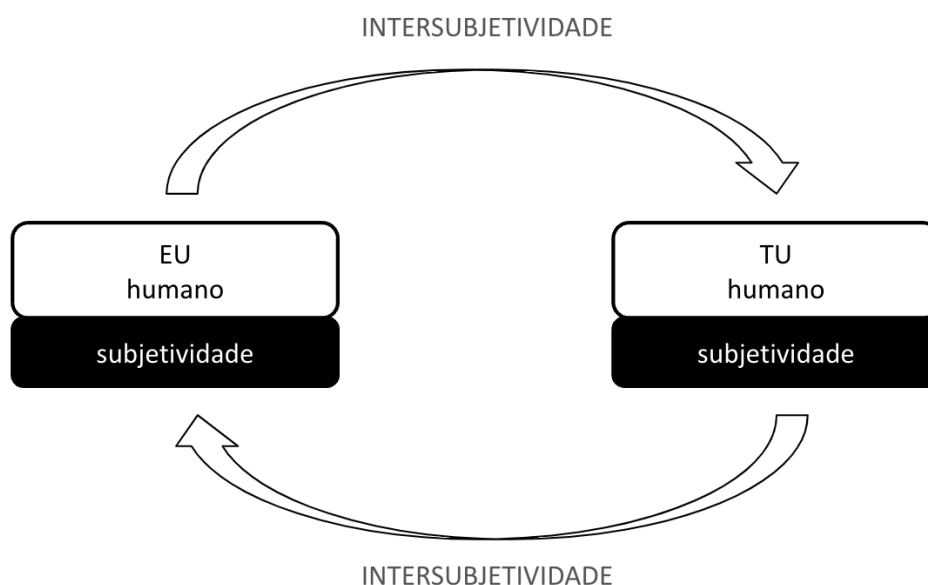 INTERSUBJETIVIDADE
EU
humano
subjetividade
TU
humano
subjetividade
INTERSUBJETIVIDADE